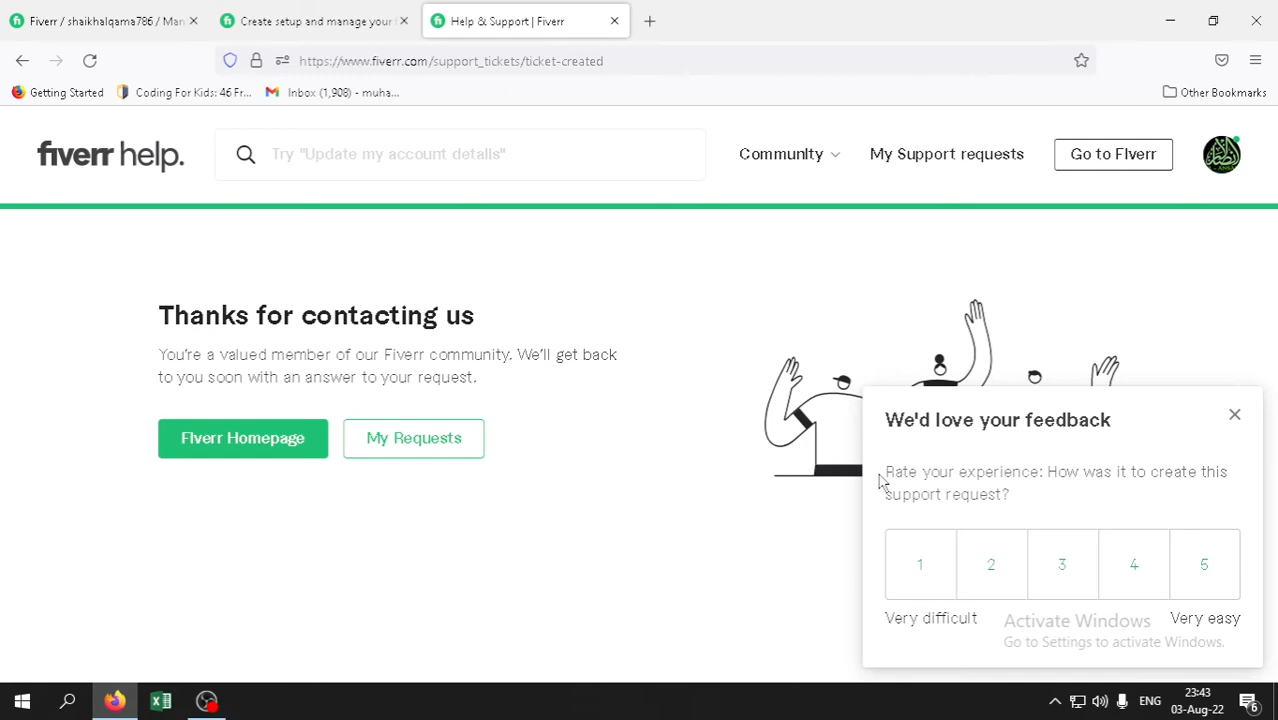 Fiverr / shaikhalqama786 / Man
Create setup and manage your f
Help & Support | Fiverr
https://www.fiverr.com/support_tickets/ticket-created
Getting Started
Coding For Kids: 46 Fr...
Inbox (1,908) - muha...
Other Bookmarks
fiverr help.
Try "Update my account details"
Community
My Support requests
Go to Fiverr
Thanks for contacting us
You're a valued member of our Fiverr community. We'll get back
to you soon with an answer to your request.
Fiverr Homepage
My Requests
We'd love your feedback
Rate your experience: How was it to create this
support request?
1 2 3 4 5
Very difficult
Very easy
Activate Windows
Go to Settings to activate Windows.
ENG
23:43
03-Aug-22
6